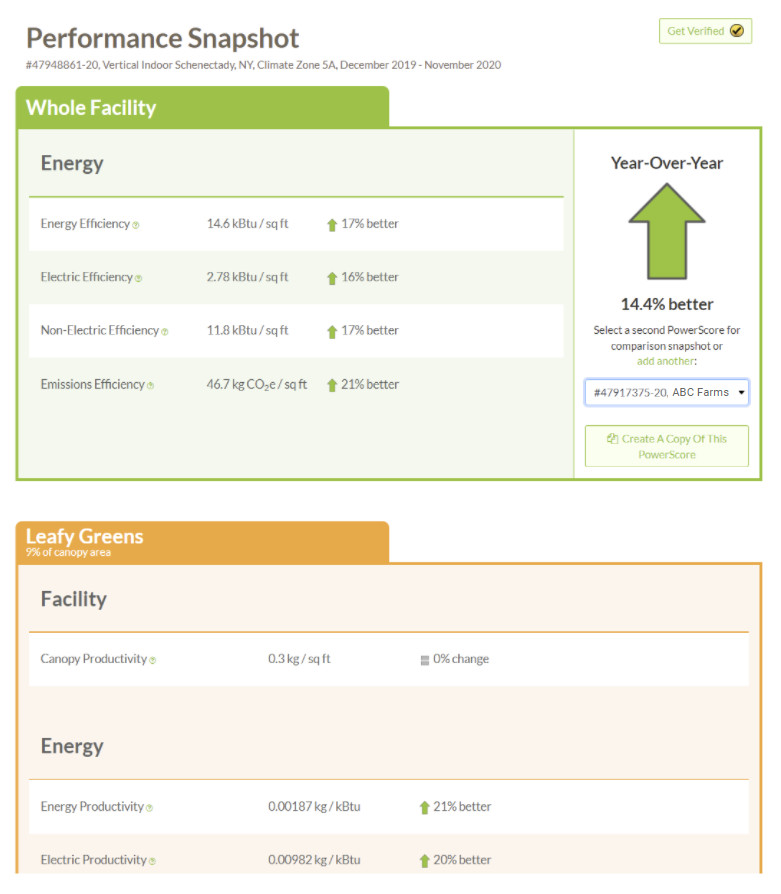 Performance Snapshot
Get Verified
#47948861-20, Vertical Indoor Schenectady, NY, Climate Zone 5A, December 2019 - November 2020
Whole Facility
Energy
Energy Efficiency 14.6 kBtu / sq ft 17% better
Electric Efficiency 2.78 kBtu / sq ft 16% better
Non-Electric Efficiency 11.8 kBtu / sq ft 17% better
Emissions Efficiency 46.7 kg CO₂e / sq ft 21% better
Year-Over-Year
14.4% better
Select a second PowerScore for
comparison snapshot or
add another:
#47917375-20, ABC Farms
Create A Copy Of This
PowerScore
Leafy Greens
9% of canopy area
Facility
Canopy Productivity 0.3 kg / sq ft 0% change
Energy
Energy Productivity 0.00187 kg / kBtu 21% better
Electric Productivity 0.00982 kg / kBtu 20% better